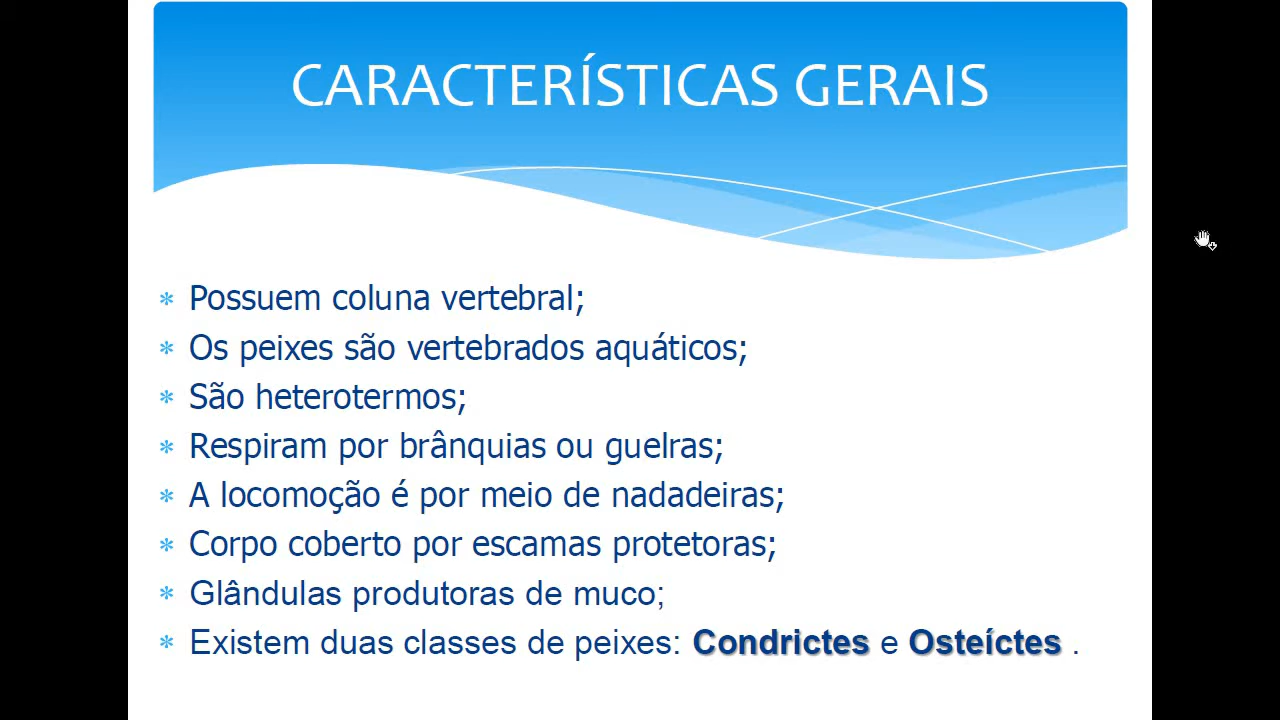 CARACTERÍSTICAS GERAIS
* Possuem coluna vertebral;
* Os peixes são vertebrados aquáticos;
* São heterotermos;
* Respiram por brânquias ou guelras;
* A locomoção é por meio de nadadeiras;
* Corpo coberto por escamas protetoras;
* Glândulas produtoras de muco;
* Existem duas classes de peixes: Condrictes e Osteíctes .